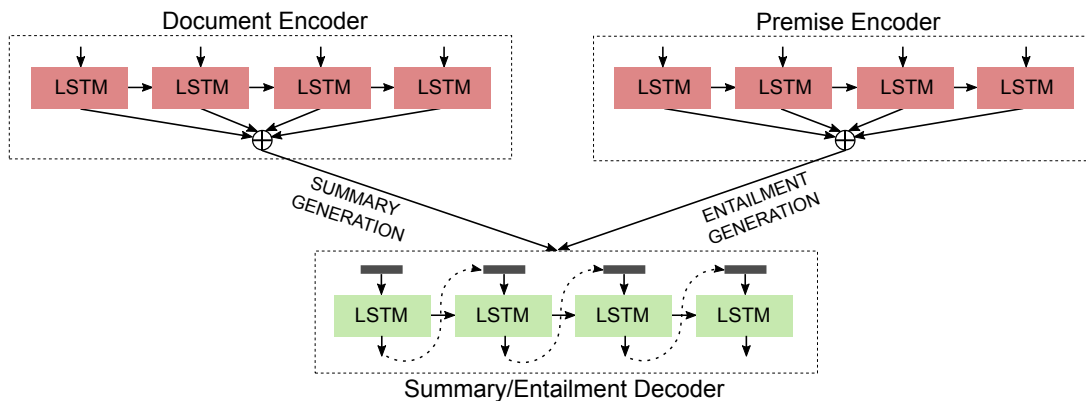 Document Encoder
Premise Encoder
LSTM LSTM LSTM LSTM
LSTM LSTM LSTM LSTM
SUMMARY
GENERATION
ENTAILMENT
GENERATION
LSTM LSTM LSTM LSTM
Summary/Entailment Decoder